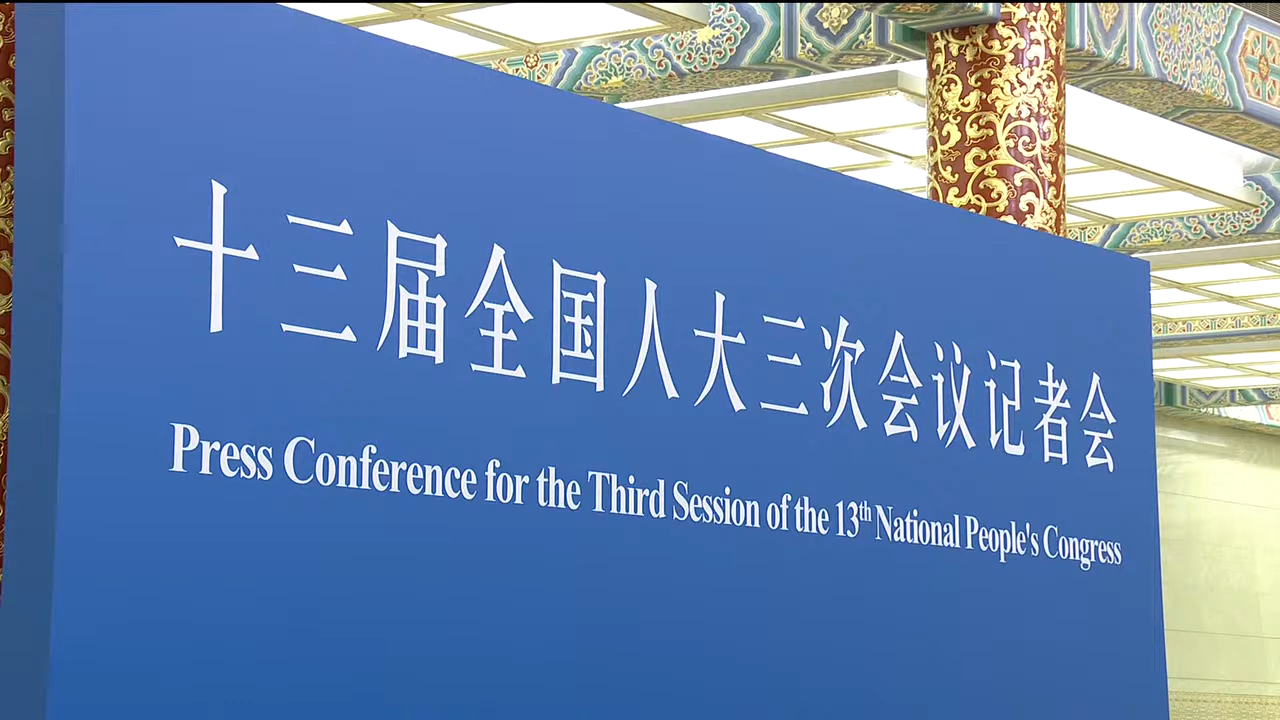 十三届全国人大三次会议记者会
Press Conference for the Third Session of the 13th National People's Congress